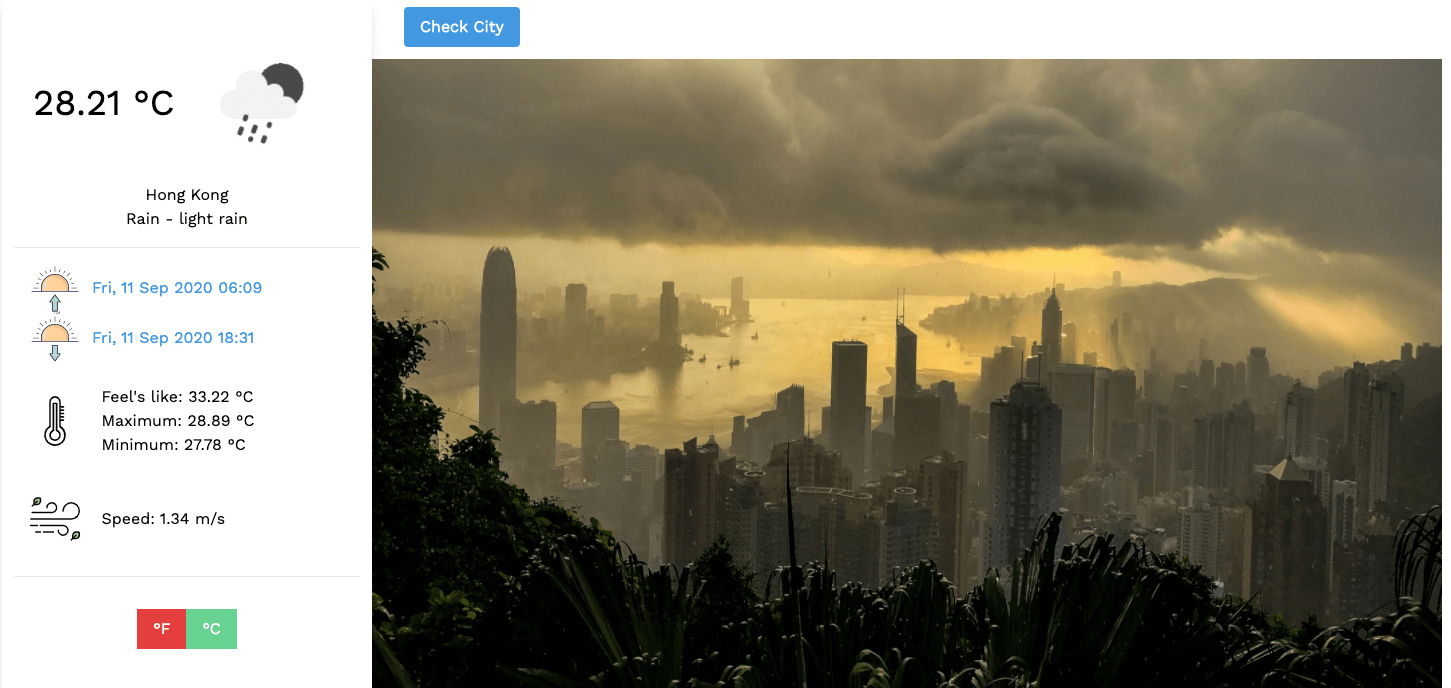 Check City
28.21 °C
Hong Kong
Rain - light rain
Fri, 11 Sep 2020 06:09
Fri, 11 Sep 2020 18:31
Feel's like: 33.22 °C
Maximum: 28.89 °C
Minimum: 27.78 °C
Speed: 1.34 m/s
°F °C